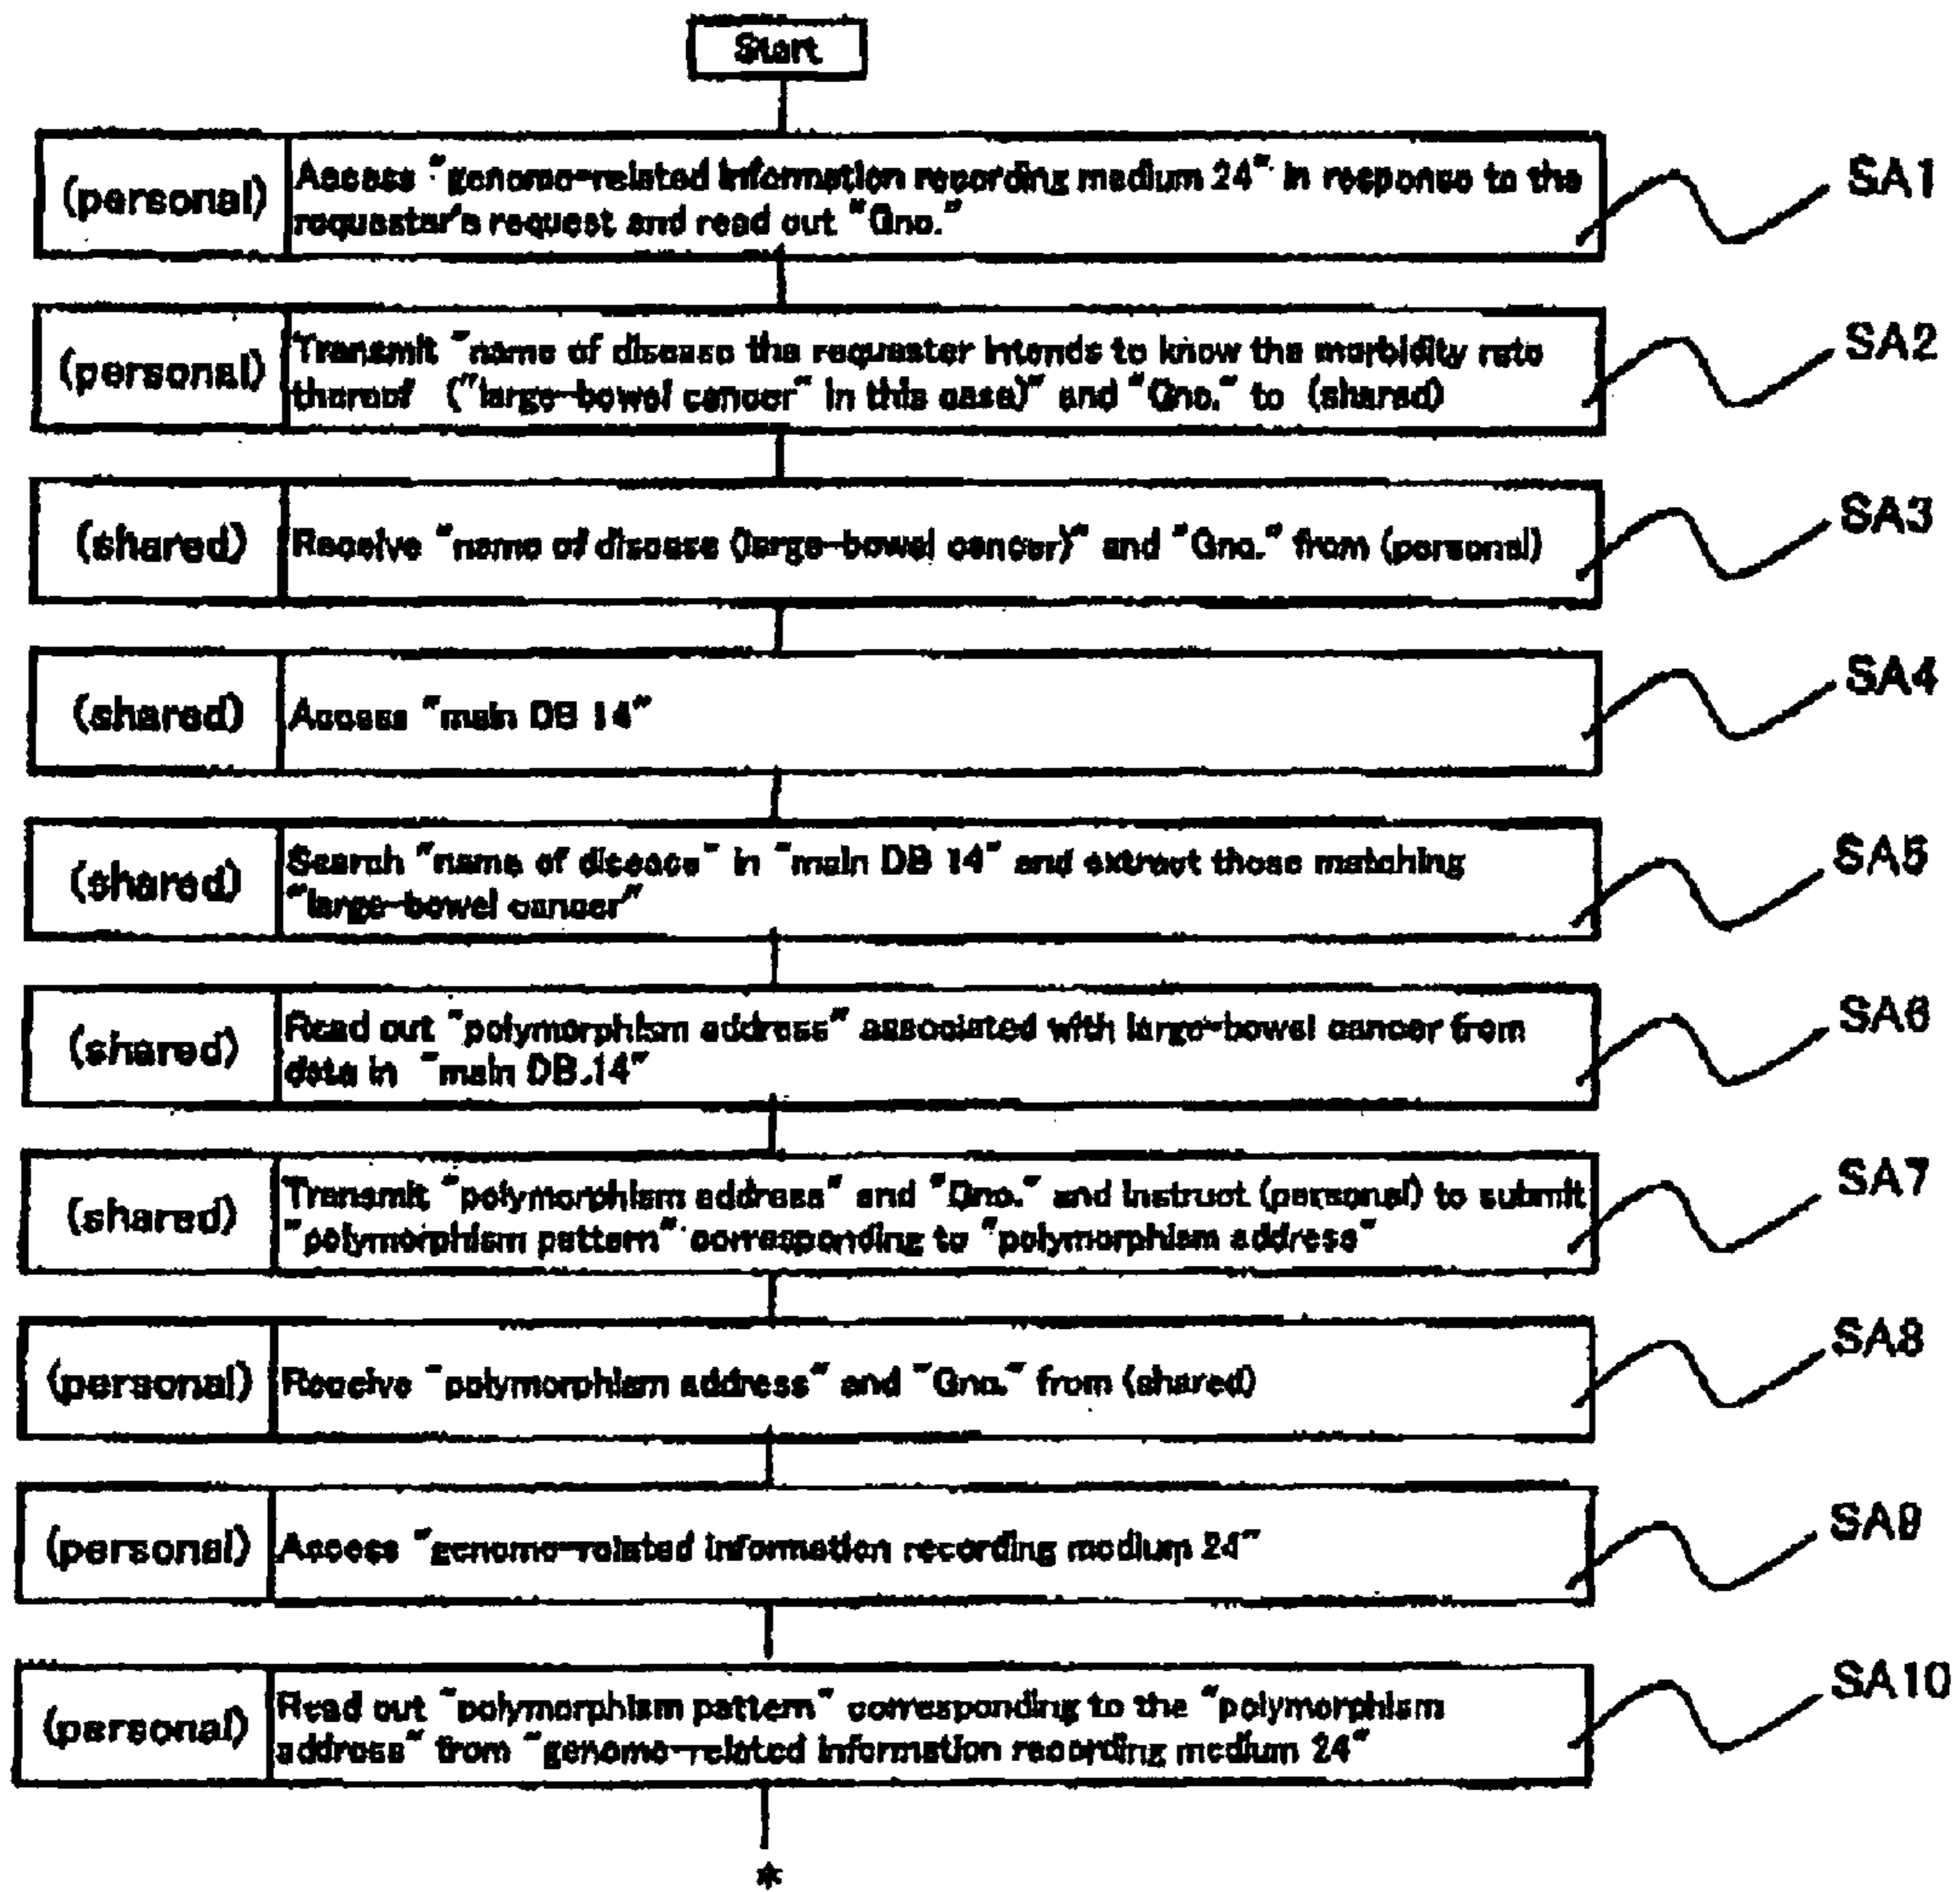 Start
(personal)
Access "genome-related information recording medium 24" in response to the
requester's request and read out "Gno."
SA1
(personal)
Transmit "name of disease the requester intends to know the morbidity rate
thereof ("large-bowel cancer" in this case)" and "Gno." to (shared)
SA2
(shared)
Receive "name of disease (large-bowel cancer)" and "Gno." from (personal)
SA3
(shared)
Access "main DB 14"
SA4
(shared)
Search "name of disease" in "main DB 14" and extract those matching
"large-bowel cancer"
SA5
(shared)
Read out "polymorphism address" associated with large-bowel cancer from
data in "main DB.14"
SA6
(shared)
Transmit "polymorphism address" and "Gno." and instruct (personal) to submit
"polymorphism pattern" corresponding to "polymorphism address"
SA7
(personal)
Receive "polymorphism address" and "Gno." from (shared)
SA8
(personal)
Access "genome-related information recording medium 24"
SA9
(personal)
Read out "polymorphism pattern" corresponding to the "polymorphism
address" from "genome-related information recording medium 24"
SA10
*